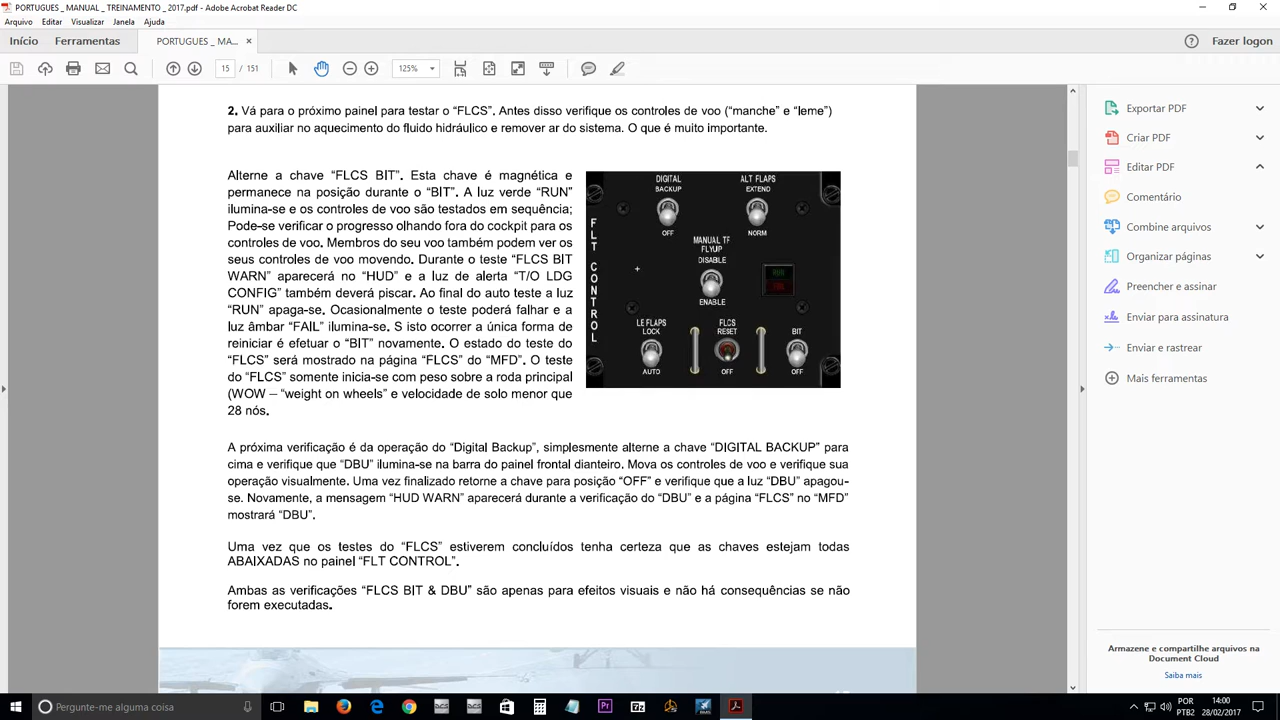 PORTUGUES _ MANUAL _ TREINAMENTO _ 2017.pdf - Adobe Acrobat Reader DC
Arquivo Editar Visualizar Janela Ajuda
Início Ferramentas PORTUGUES _ MA... × Fazer logon
15 / 151 125%
2. Vá para o próximo painel para testar o “FLCS”. Antes disso verifique os controles de voo (“manche” e “leme”)
para auxiliar no aquecimento do fluido hidráulico e remover ar do sistema. O que é muito importante.
Alterne a chave “FLCS BIT”. Esta chave é magnética e
permanece na posição durante o “BIT”. A luz verde “RUN”
ilumina-se e os controles de voo são testados em sequência;
Pode-se verificar o progresso olhando fora do cockpit para os
controles de voo. Membros do seu voo também podem ver os
seus controles de voo movendo. Durante o teste “FLCS BIT
WARN” aparecerá no “HUD” e a luz de alerta “T/O LDG
CONFIG” também deverá piscar. Ao final do auto teste a luz
“RUN” apaga-se. Ocasionalmente o teste poderá falhar e a
luz âmbar “FAIL” ilumina-se. S isto ocorrer a única forma de
reiniciar é efetuar o “BIT” novamente. O estado do teste do
“FLCS” será mostrado na página “FLCS” do “MFD”. O teste
do “FLCS” somente inicia-se com peso sobre a roda principal
(WOW – “weight on wheels” e velocidade de solo menor que
28 nós.
FLT CONTROL
DIGITAL
BACKUP
OFF
ALT FLAPS
EXTEND
NORM
MANUAL TF
FLYUP
DISABLE
ENABLE
RUN
FAIL
LE FLAPS
LOCK
AUTO
FLCS
RESET
OFF
BIT
OFF
A próxima verificação é da operação do “Digital Backup”, simplesmente alterne a chave “DIGITAL BACKUP” para
cima e verifique que “DBU” ilumina-se na barra do painel frontal dianteiro. Mova os controles de voo e verifique sua
operação visualmente. Uma vez finalizado retorne a chave para posição “OFF” e verifique que a luz “DBU” apagou-
se. Novamente, a mensagem “HUD WARN” aparecerá durante a verificação do “DBU” e a página “FLCS” no “MFD”
mostrará “DBU”.
Uma vez que os testes do “FLCS” estiverem concluídos tenha certeza que as chaves estejam todas
ABAIXADAS no painel “FLT CONTROL”.
Ambas as verificações “FLCS BIT & DBU” são apenas para efeitos visuais e não há consequências se não
forem executadas.
Exportar PDF
Criar PDF
Editar PDF
Comentário
Combine arquivos
Organizar páginas
Preencher e assinar
Enviar para assinatura
Enviar e rastrear
Mais ferramentas
Armazene e compartilhe arquivos na
Document Cloud
Saiba mais
Pergunte-me alguma coisa
POR
PTB2
14:00
28/02/2017